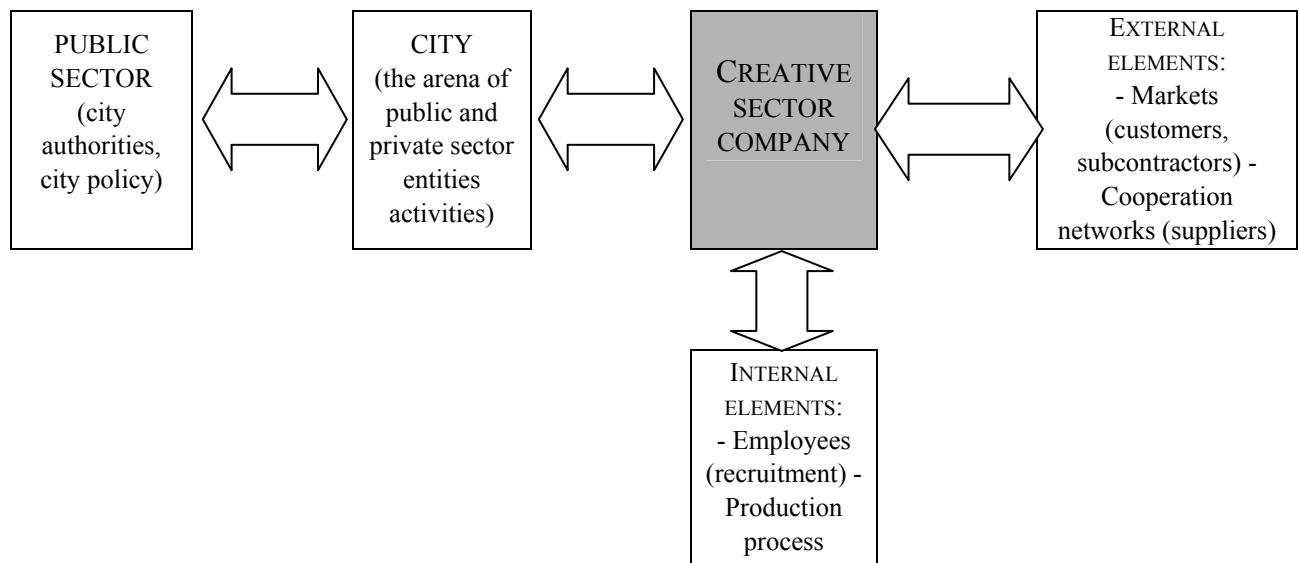 PUBLIC
SECTOR
(city
authorities,
city policy)
CITY
(the arena of
public and
private sector
entities
activities)
CREATIVE
SECTOR
COMPANY
EXTERNAL
ELEMENTS:
- Markets
(customers,
subcontractors) -
Cooperation
networks (suppliers)
INTERNAL
ELEMENTS:
- Employees
(recruitment) -
Production
process